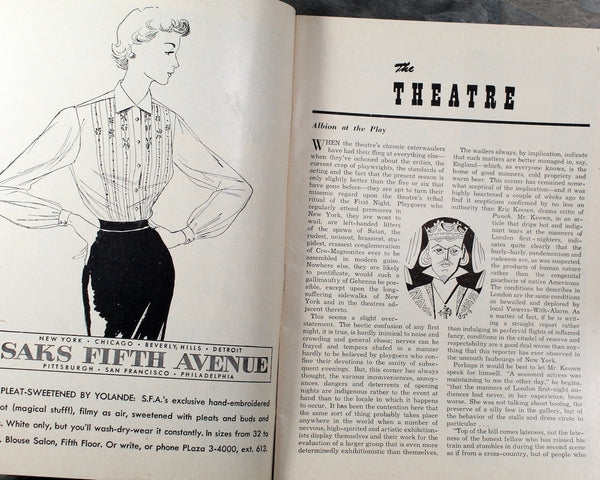 NEW YORK • CHICAGO • BEVERLY HILLS • DETROIT
SAKS FIFTH AVENUE
PITTSBURGH • SAN FRANCISCO • PHILADELPHIA
PLEAT-SWEETENED BY YOLANDE: S.F.A.'s exclusive hand-embroidered
(magical stuff!), filmy as air, sweetened with pleats and buds and
White only, but you'll wash-dry-wear it constantly. In sizes from 32 to
Blouse Salon, Fifth Floor. Or write, or phone PLaza 3-4000, ext. 613.
3
The
THEATRE
Albion at the Play
WHEN the theatre's chronic caterwaulers
have had their fling at everything else—
when they've ochoned about the critics, the
current crop of playwrights, the standards of
acting and the fact that the present season is
only slightly better than the five or six that
have gone before—they are apt to turn their
miasmic regard upon the theatre's tribal
ritual of the First Night. Playgoers who
regularly attend premieres in
New York, they are wont to
wail, are left-handed litters
of the spawn of Satan, the
rudest, noisiest, brassiest, stu-
pidest, crassest conglomeration
of Cro-Magnonites ever to be
assembled in modern guise.
Nowhere else, they are likely
to pontificate, would such a
gallimaufry of Gehenna be pos-
sible, except upon the long-
suffering sidewalks of New
York and in the theatres ad-
jacent thereto.
This seems a slight over-
statement. The hectic confusion of any first
night, it is true, is hardly inimical to noise and
crowding and general chaos; nerves can be
frayed and tempers chafed in a manner
hardly to be believed by playgoers who con-
fine their devotions to the sanity of subse-
quent evenings. But, this corner has always
thought, the various inconveniences, annoy-
ances, dangers and deterrents of opening
nights are indigenous rather to the event at
hand than to the locale in which it happens
to occur. It has been the contention here that
the same sort of thing probably takes place
anywhere in the world when a number of
nervous, high-spirited and artistic exhibition-
ists display themselves and their work for the
evaluation of a larger group that is even more
determinedly exhibitionist than themselves.
The wailers always, by implication, indicate
that such matters are better managed in, say,
England—which, as everyone knows, is the
home of good manners, cold propriety and
warm beer. This corner has remained some-
what sceptical of the implication—and it was
highly heartened a couple of weeks ago to
find it scepticism confirmed by no less an
authority than Eric Keown, drama critic of
Punch. Mr. Keown, in an ar-
ticle that drips hot and indig-
nant tears at the manners of
London first-nighters, indi-
cates quite clearly that the
hurly-burly, pandemonium and
rudeness are, as was suspected,
the products of human nature
rather than the congenital
gaucherie of native Americans.
The conditions he describes in
London are the same conditions
so bewailed and deplored by
local Viewers-With-Alarm. As
a matter of fact, if he is writ-
ing a straight report rather
than indulging in perfervid flights of inflamed
fancy, conditions in the citadel of reserve and
respectability are a good deal worse than any-
thing that this reporter has ever observed in
the uncouth faubourgs of New York.
Perhaps it would be best to let Mr. Keown
speak for himself. "A seasoned actress was
maintaining to me the other day," he begins,
"that the manners of London first-night au-
diences had never, in her experience, been
worse. She was not talking about booing, the
preserve of a silly few in the gallery, but of
the behavior of the stalls and dress circle in
particular . . .
"Top of the bill comes lateness, not the late-
ness of the honest fellow who has missed his
train and stumbles in during the second scene
as if from a cross-country, but of people who